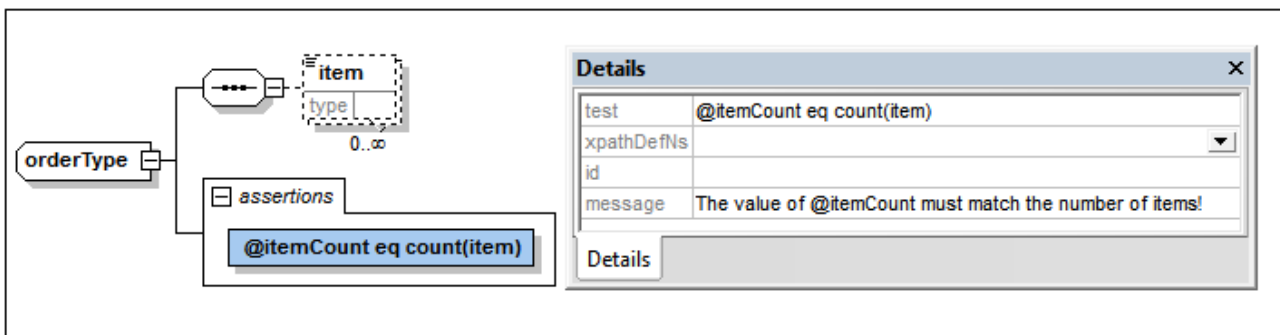 item
type
0..∞
orderType
assertions
@itemCount eq count(item)
Details
test @itemCount eq count(item)
xpathDefNs
id
message The value of @itemCount must match the number of items!
Details